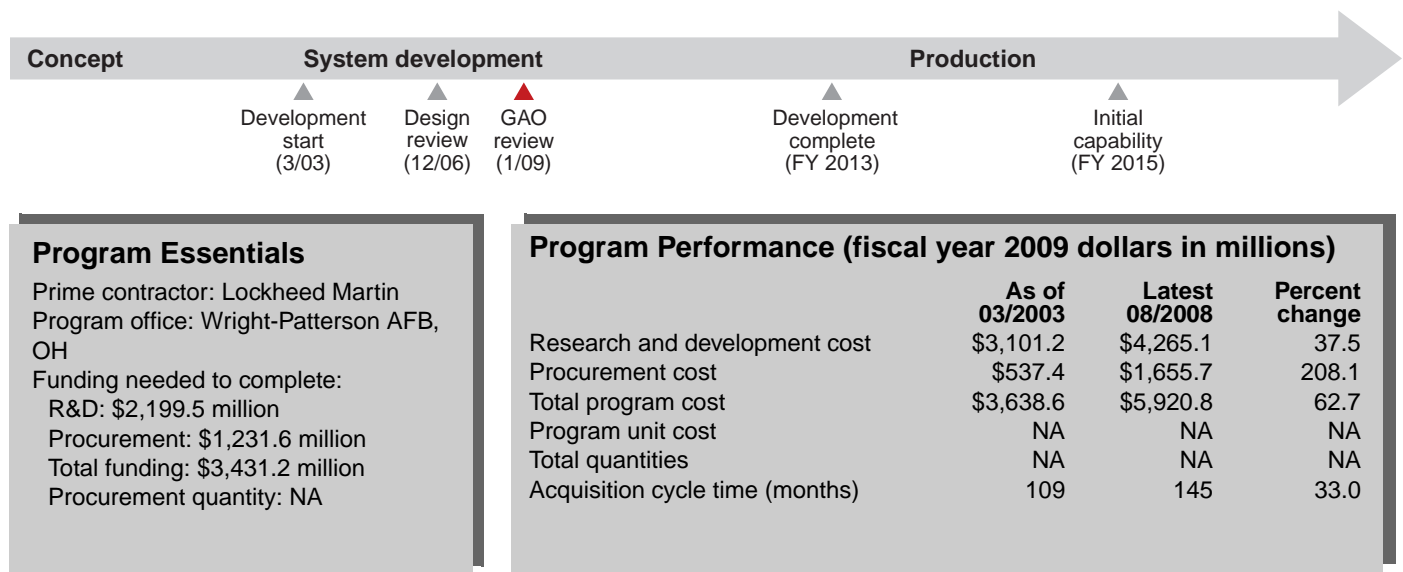 Concept System development Production
Development start (3/03)
Design review (12/06)
GAO review (1/09)
Development complete (FY 2013)
Initial capability (FY 2015)
Program Essentials
Prime contractor: Lockheed Martin
Program office: Wright-Patterson AFB,
OH
Funding needed to complete:
R&D: $2,199.5 million
Procurement: $1,231.6 million
Total funding: $3,431.2 million
Procurement quantity: NA
Program Performance (fiscal year 2009 dollars in millions)
As of 03/2003 Latest 08/2008 Percent change
Research and development cost $3,101.2 $4,265.1 37.5
Procurement cost $537.4 $1,655.7 208.1
Total program cost $3,638.6 $5,920.8 62.7
Program unit cost NA NA NA
Total quantities NA NA NA
Acquisition cycle time (months) 109 145 33.0